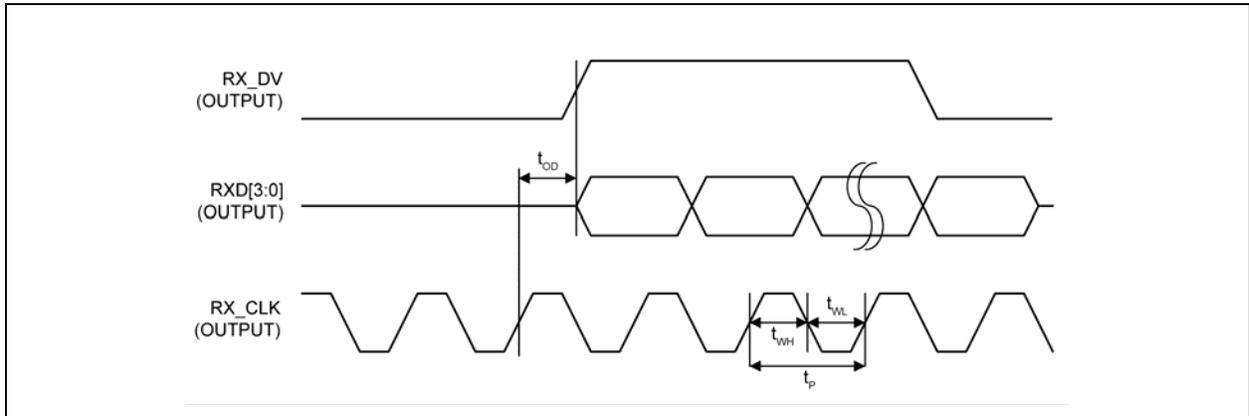 RX_DV
(OUTPUT)
t_OD
RXD[3:0]
(OUTPUT)
RX_CLK
(OUTPUT)
t_WH
t_WL
t_P